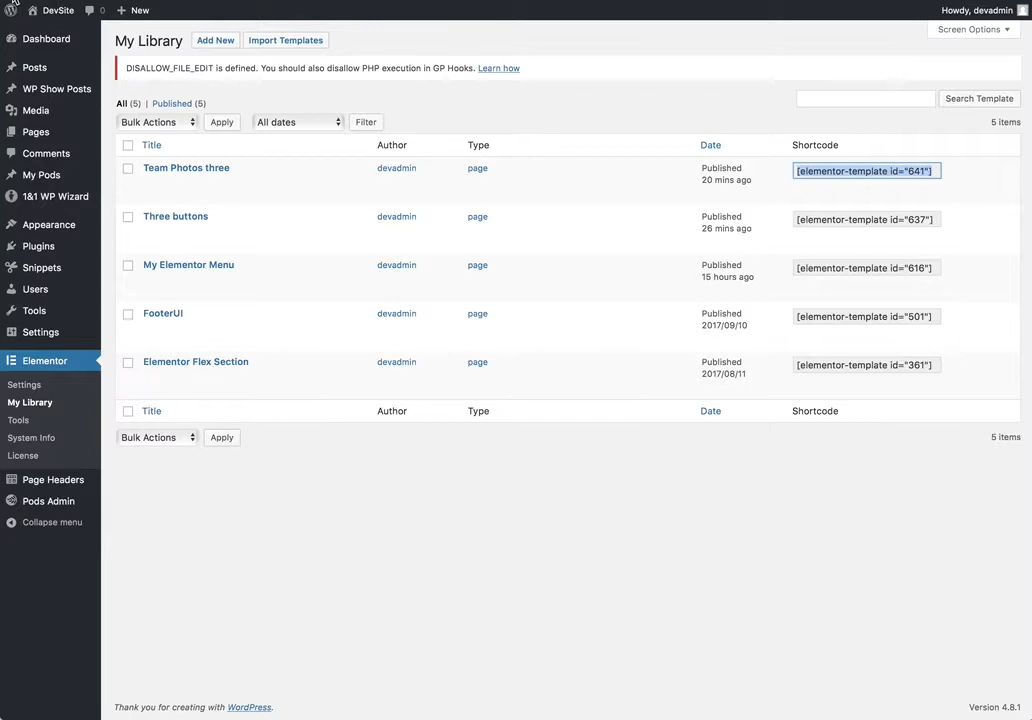 DevSite 0 New Howdy, devadmin
Screen Options
My Library Add New Import Templates
DISALLOW_FILE_EDIT is defined. You should also disallow PHP execution in GP Hooks. Learn how
All (5) | Published (5)
Search Template
Bulk Actions Apply All dates Filter 5 items
Title Author Type Date Shortcode
Team Photos three devadmin page Published [elementor-template id="641"]
20 mins ago
Three buttons devadmin page Published [elementor-template id="637"]
26 mins ago
My Elementor Menu devadmin page Published [elementor-template id="616"]
15 hours ago
FooterUI devadmin page Published [elementor-template id="501"]
2017/09/10
Elementor Flex Section devadmin page Published [elementor-template id="361"]
2017/08/11
Title Author Type Date Shortcode
Bulk Actions Apply 5 items
Dashboard
Posts
WP Show Posts
Media
Pages
Comments
My Pods
1&1 WP Wizard
Appearance
Plugins
Snippets
Users
Tools
Settings
Elementor
Settings
My Library
Tools
System Info
License
Page Headers
Pods Admin
Collapse menu
Thank you for creating with WordPress. Version 4.8.1